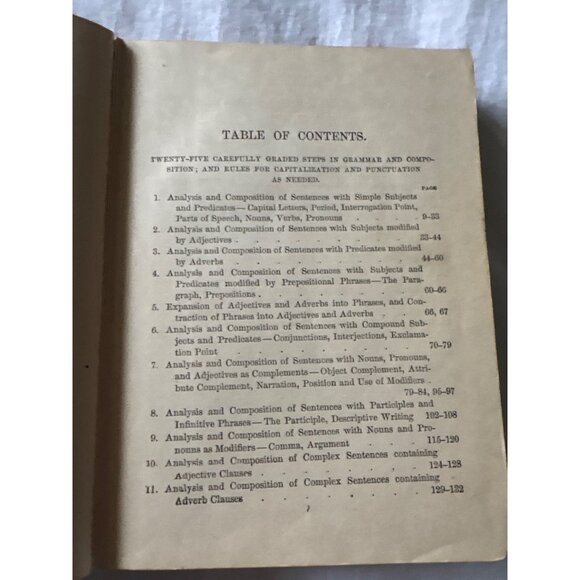 TABLE OF CONTENTS.
TWENTY-FIVE CAREFULLY GRADED STEPS IN GRAMMAR AND COMPO-
SITION; AND RULES FOR CAPITALIZATION AND PUNCTUATION
AS NEEDED.
PAGE
1. Analysis and Composition of Sentences with Simple Subjects
and Predicates—Capital Letters, Period, Interrogation Point,
Parts of Speech, Nouns, Verbs, Pronouns . . . . 9-33
2. Analysis and Composition of Sentences with Subjects modified
by Adjectives . . . . . . . . . 33-44
3. Analysis and Composition of Sentences with Predicates modified
by Adverbs . . . . . . . . . 44-60
4. Analysis and Composition of Sentences with Subjects and
Predicates modified by Prepositional Phrases—The Para-
graph, Prepositions . . . . . . . . 60-66
5. Expansion of Adjectives and Adverbs into Phrases, and Con-
traction of Phrases into Adjectives and Adverbs . . 66, 67
6. Analysis and Composition of Sentences with Compound Sub-
jects and Predicates—Conjunctions, Interjections, Exclama-
tion Point . . . . . . . . . 70-79
7. Analysis and Composition of Sentences with Nouns, Pronouns,
and Adjectives as Complements—Object Complement, Attri-
bute Complement, Narration, Position and Use of Modifiers .
79-84, 96-97
8. Analysis and Composition of Sentences with Participles and
Infinitive Phrases—The Participle, Descriptive Writing 102-108
9. Analysis and Composition of Sentences with Nouns and Pro-
nouns as Modifiers—Comma, Argument . . . 115-120
10. Analysis and Composition of Complex Sentences containing
Adjective Clauses . . . . . . . 124-128
11. Analysis and Composition of Complex Sentences containing
Adverb Clauses . . . . . . . 129-132